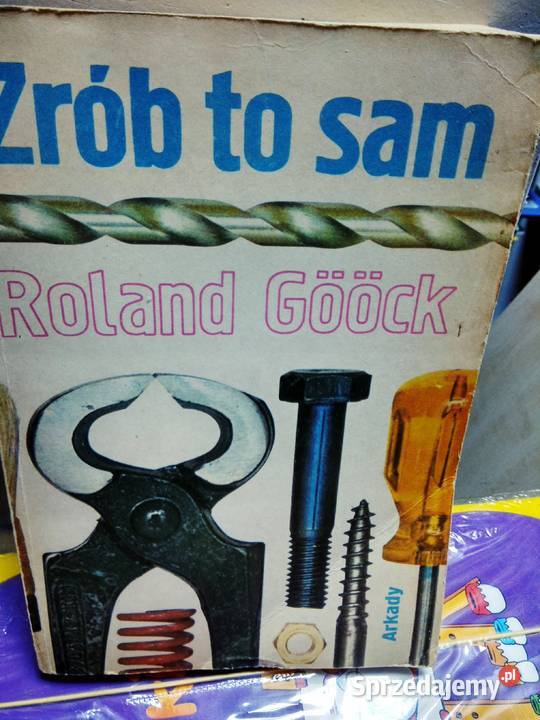 Zrób to sam
Roland Gööck
Arkady
Sprzedajemy.pl